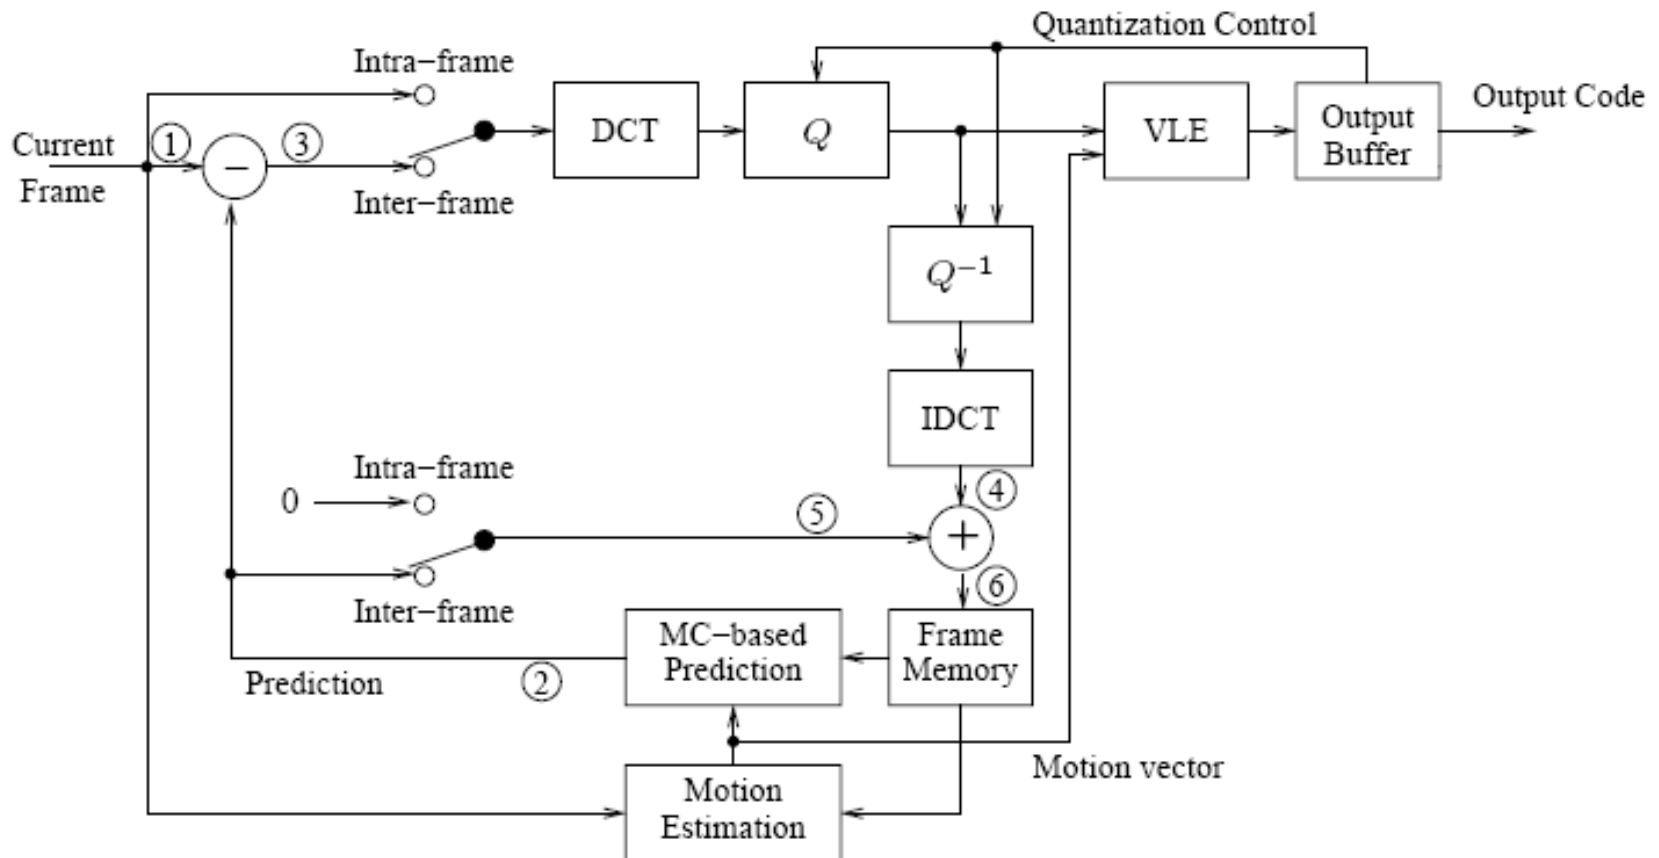 Quantization Control
Intra−frame
Output Code
Current
Frame
①
−
③
DCT
Q
VLE
Output
Buffer
Inter−frame
Q−1
IDCT
Intra−frame
0
④
⑤
+
⑥
Inter−frame
MC−based
Prediction
Frame
Memory
Prediction
②
Motion vector
Motion
Estimation